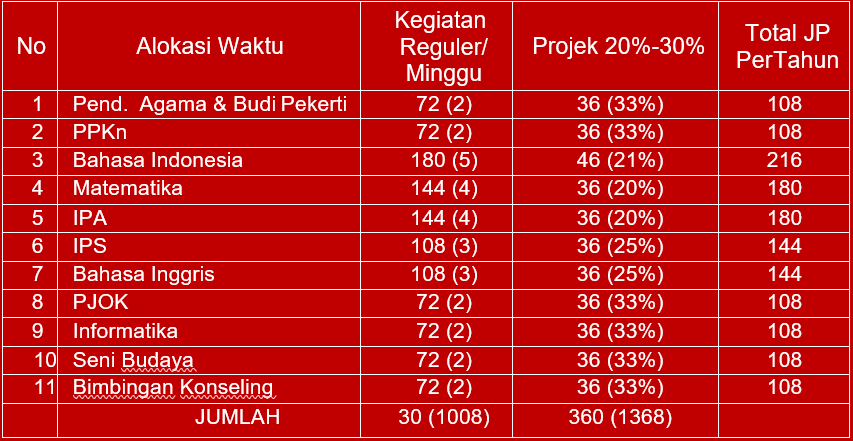 No Alokasi Waktu Kegiatan Reguler/ Minggu Projek 20%-30% Total JP PerTahun
1 Pend. Agama & Budi Pekerti 72 (2) 36 (33%) 108
2 PPKn 72 (2) 36 (33%) 108
3 Bahasa Indonesia 180 (5) 46 (21%) 216
4 Matematika 144 (4) 36 (20%) 180
5 IPA 144 (4) 36 (20%) 180
6 IPS 108 (3) 36 (25%) 144
7 Bahasa Inggris 108 (3) 36 (25%) 144
8 PJOK 72 (2) 36 (33%) 108
9 Informatika 72 (2) 36 (33%) 108
10 Seni Budaya 72 (2) 36 (33%) 108
11 Bimbingan Konseling 72 (2) 36 (33%) 108
JUMLAH 30 (1008) 360 (1368)